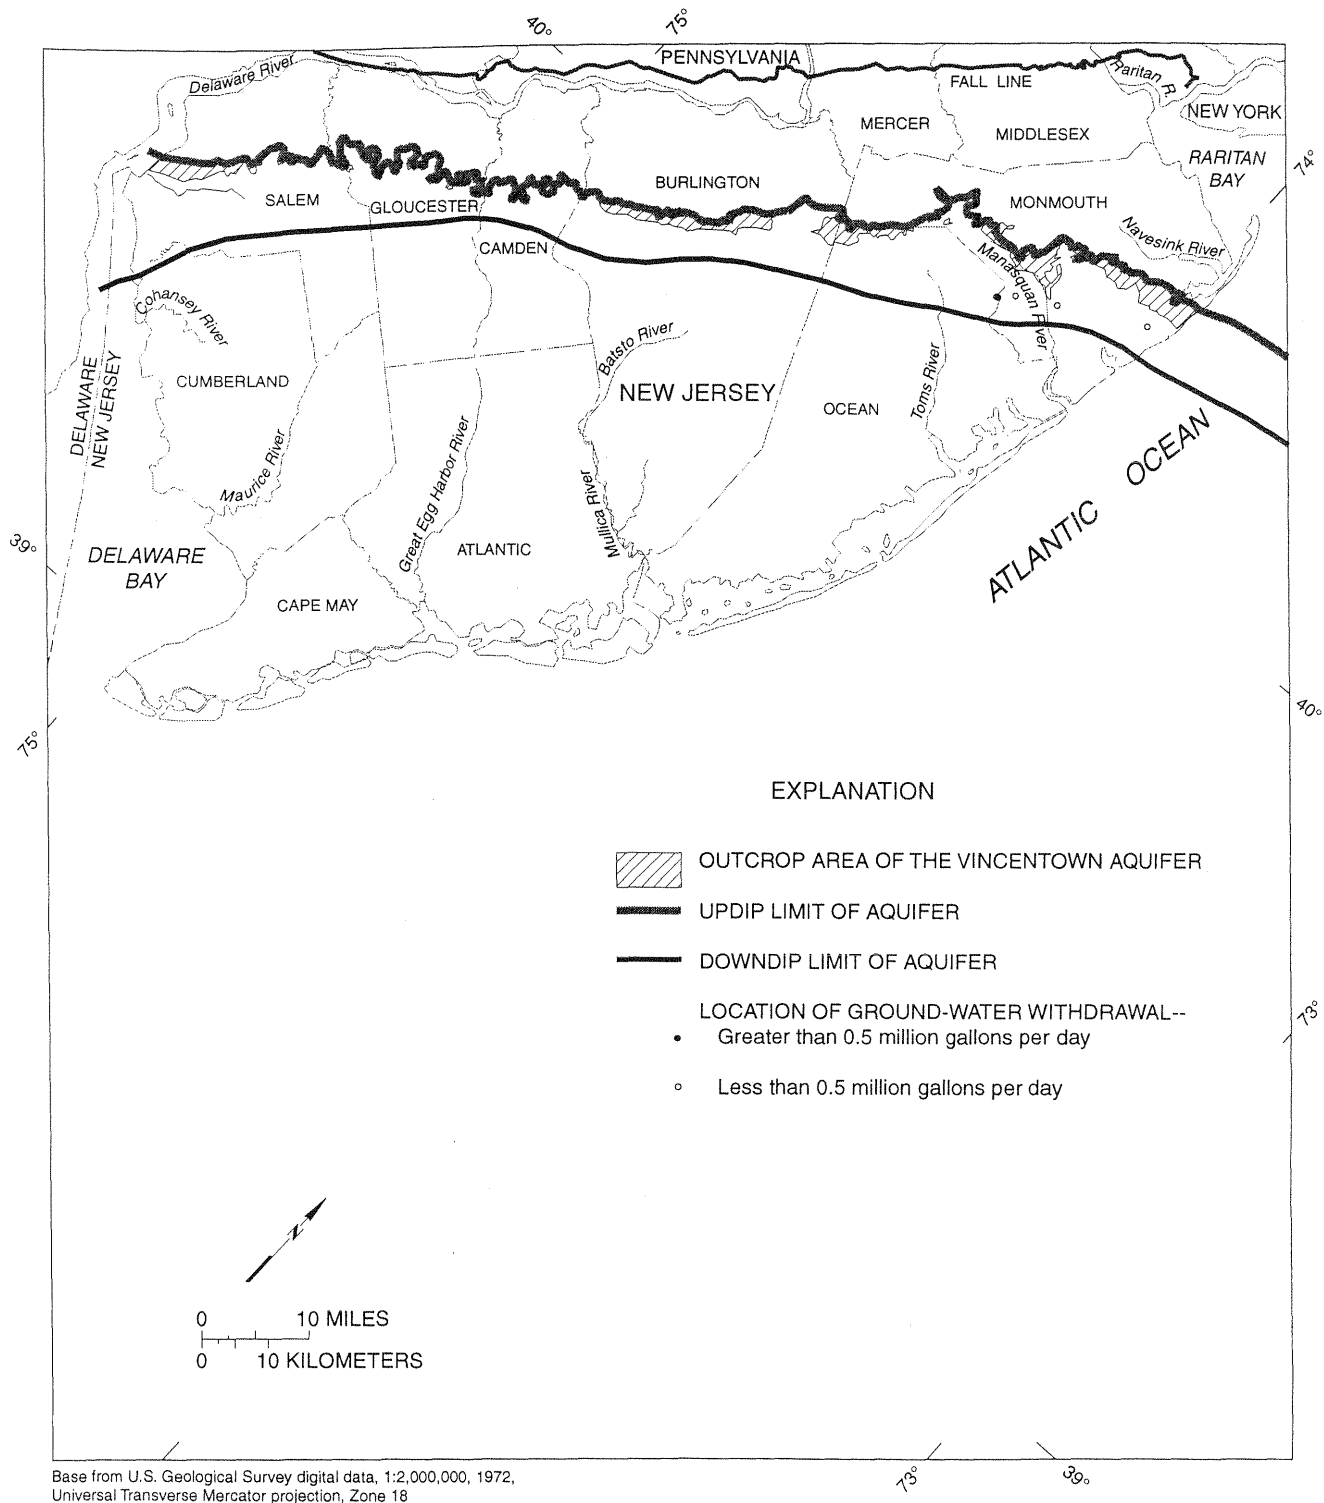 40°
75°
PENNSYLVANIA
Delaware River
FALL LINE
Raritan R.
NEW YORK
MERCER
MIDDLESEX
RARITAN
BAY
74°
BURLINGTON
SALEM
GLOUCESTER
MONMOUTH
CAMDEN
Navesink River
Manasquan River
Cohansey River
Batsto River
DELAWARE
NEW JERSEY
CUMBERLAND
NEW JERSEY
OCEAN
Toms River
Maurice River
Great Egg Harbor River
Mullica River
ATLANTIC OCEAN
39°
DELAWARE
BAY
ATLANTIC
CAPE MAY
40°
75°
EXPLANATION
OUTCROP AREA OF THE VINCENTOWN AQUIFER
UPDIP LIMIT OF AQUIFER
DOWNDIP LIMIT OF AQUIFER
LOCATION OF GROUND-WATER WITHDRAWAL--
Greater than 0.5 million gallons per day
Less than 0.5 million gallons per day
73°
N
0 10 MILES
0 10 KILOMETERS
Base from U.S. Geological Survey digital data, 1:2,000,000, 1972,
Universal Transverse Mercator projection, Zone 18
73°
39°